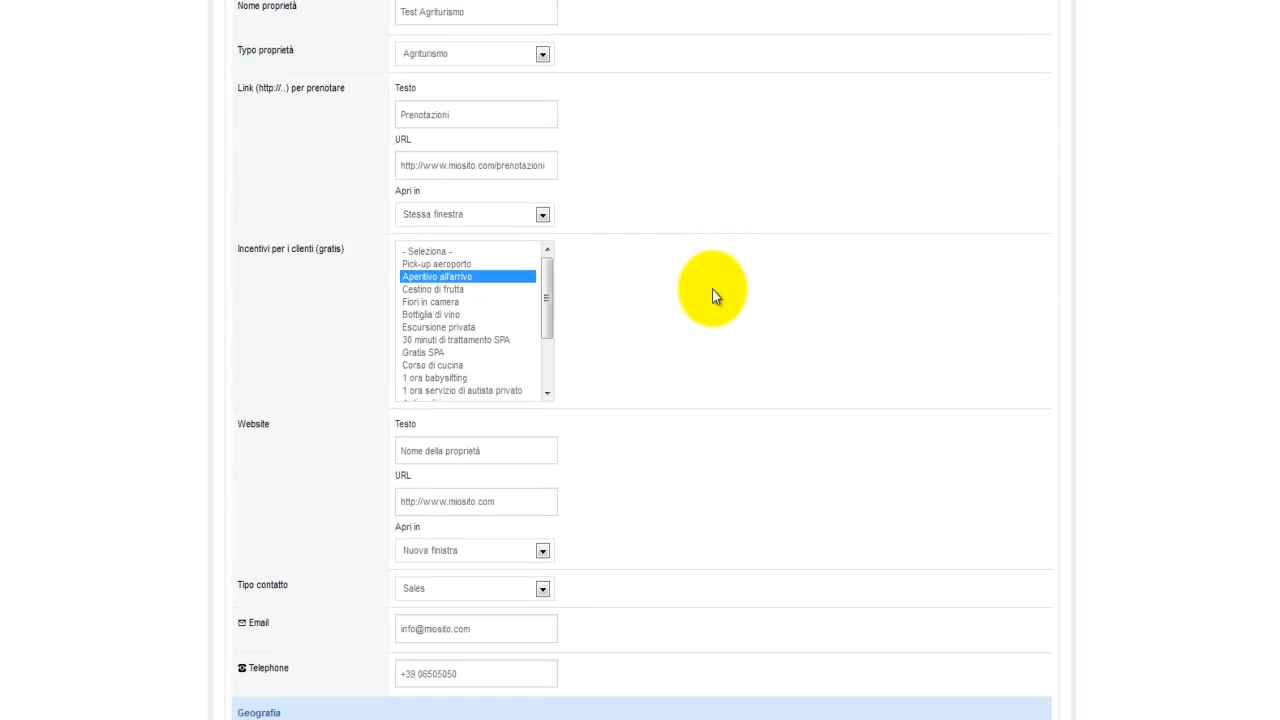 Nome proprietà
Test Agriturismo
Typo proprietà
Agriturismo
Link (http://..) per prenotare
Testo
Prenotazioni
URL
http://www.miosito.com/prenotazioni
Apri in
Stessa finestra
Incentivi per i clienti (gratis)
- Seleziona -
Pick-up aeroporto
Aperitivo all'arrivo
Cestino di frutta
Fiori in camera
Bottiglia di vino
Escursione privata
30 minuti di trattamento SPA
Gratis SPA
Corso di cucina
1 ora babysitting
1 ora servizio di autista privato
Website
Testo
Nome della proprietà
URL
http://www.miosito.com
Apri in
Nuova finistra
Tipo contatto
Sales
Email
info@miosito.com
Telephone
+39 06505050
Geografia